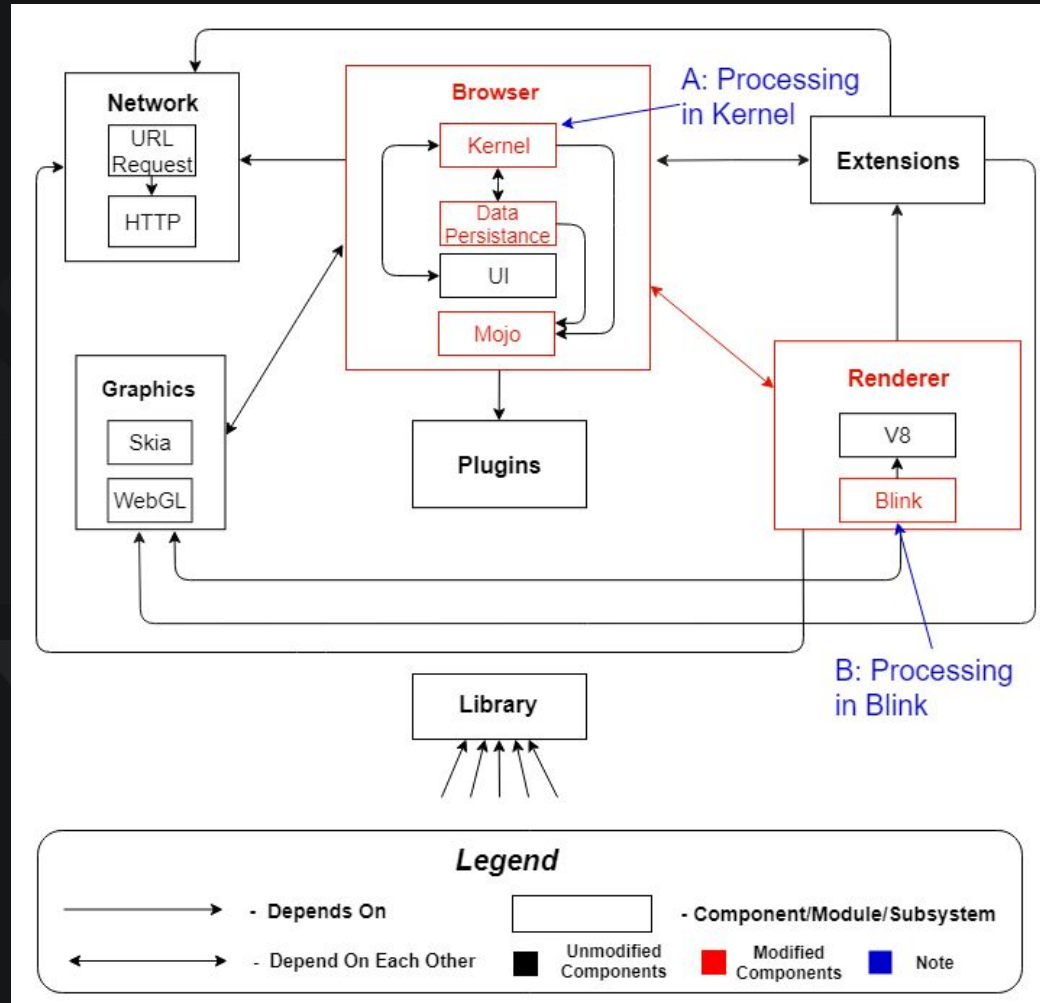 Network
URL
Request
HTTP
Browser
Kernel
Data
Persistance
UI
Mojo
A: Processing
in Kernel
Extensions
Graphics
Skia
WebGL
Plugins
Renderer
V8
Blink
B: Processing
in Blink
Library
Legend
- Depends On
- Component/Module/Subsystem
- Depend On Each Other
Unmodified
Components
Modified
Components
Note